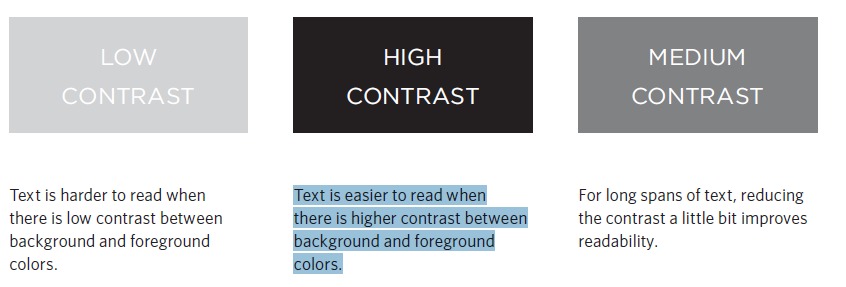 LOW
CONTRAST
Text is harder to read when
there is low contrast between
background and foreground
colors.
HIGH
CONTRAST
Text is easier to read when
there is higher contrast between
background and foreground
colors.
MEDIUM
CONTRAST
For long spans of text, reducing
the contrast a little bit improves
readability.